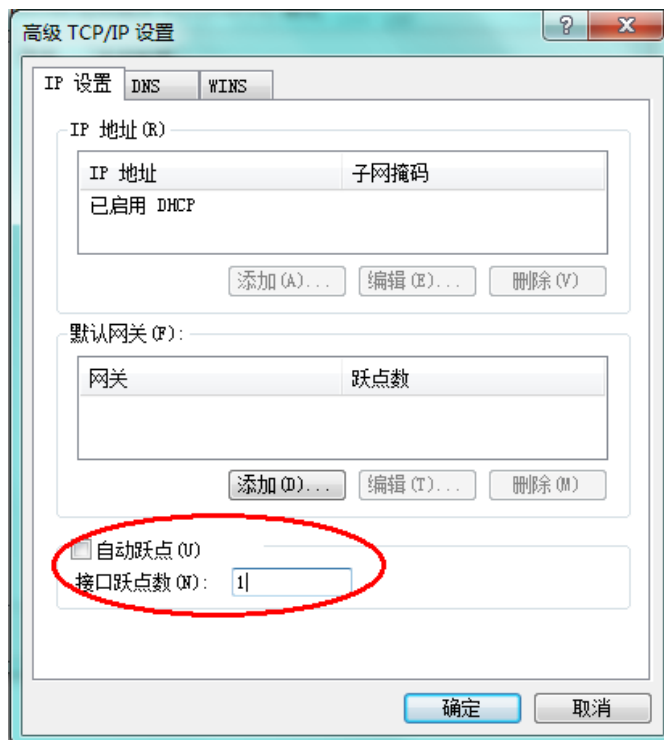 高级 TCP/IP 设置
IP 设置 DNS WINS
IP 地址(R)
IP 地址 子网掩码
已启用 DHCP
添加(A)... 编辑(E)... 删除(V)
默认网关(F):
网关 跃点数
添加(D)... 编辑(T)... 删除(M)
自动跃点(U)
接口跃点数(N): 1
确定 取消